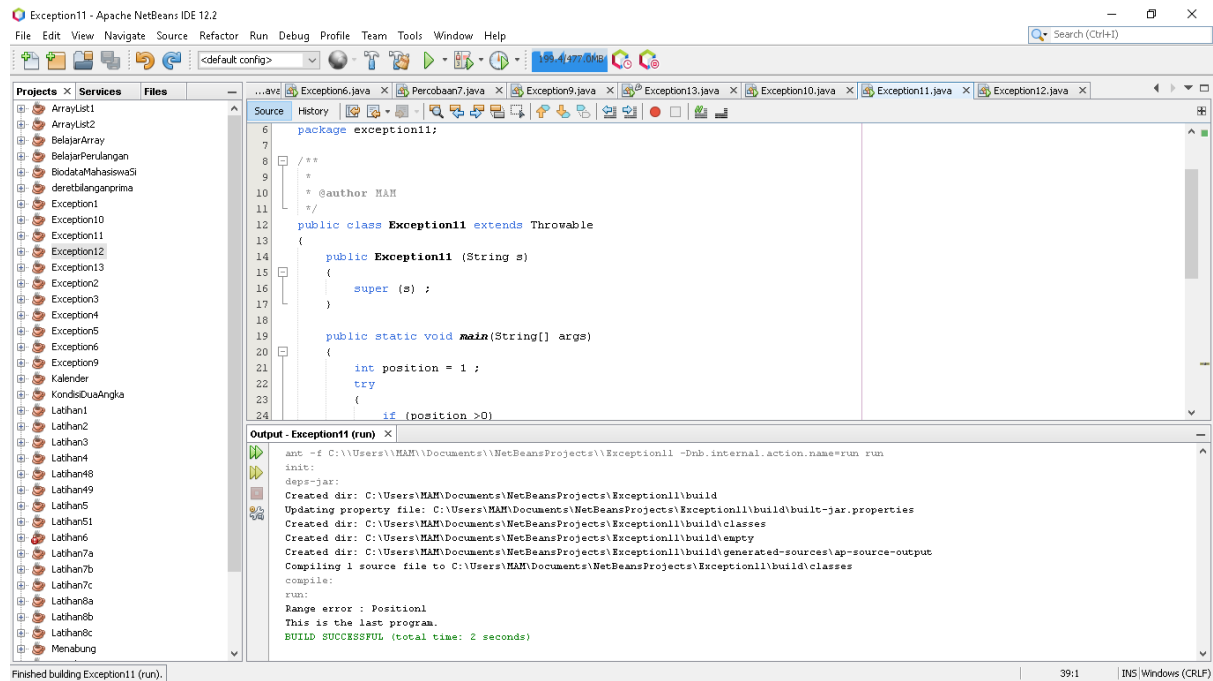 Exception11 - Apache NetBeans IDE 12.2
File Edit View Navigate Source Refactor Run Debug Profile Team Tools Window Help
Search (Ctrl+I)
<default config>
199.4/477.0MB
Projects Services Files
ArrayList1
ArrayList2
BelajarArray
BelajarPerulangan
BiodataMahasiswaSi
deretbilanganprima
Exception1
Exception10
Exception11
Exception12
Exception13
Exception2
Exception3
Exception4
Exception5
Exception6
Exception9
Kalender
KondisiDuaAngka
Latihan1
Latihan2
Latihan3
Latihan4
Latihan48
Latihan49
Latihan5
Latihan51
Latihan6
Latihan7a
Latihan7b
Latihan7c
Latihan8a
Latihan8b
Latihan8c
Menabung
...ava Exception6.java Percobaan7.java Exception9.java Exception13.java Exception10.java Exception11.java Exception12.java
Source History
6 package exception11;
7
8 /**
9 *
10 * @author MAM
11 */
12 public class Exception11 extends Throwable
13 {
14 public Exception11 (String s)
15 {
16 super (s) ;
17 }
18
19 public static void main(String[] args)
20 {
21 int position = 1 ;
22 try
23 {
24 if (position >0)
Output - Exception11 (run)
ant -f C:\\Users\\MAM\\Documents\\NetBeansProjects\\Exception11 -Dnb.internal.action.name=run run
init:
deps-jar:
Created dir: C:\Users\MAM\Documents\NetBeansProjects\Exception11\build
Updating property file: C:\Users\MAM\Documents\NetBeansProjects\Exception11\build\built-jar.properties
Created dir: C:\Users\MAM\Documents\NetBeansProjects\Exception11\build\classes
Created dir: C:\Users\MAM\Documents\NetBeansProjects\Exception11\build\empty
Created dir: C:\Users\MAM\Documents\NetBeansProjects\Exception11\build\generated-sources\ap-source-output
Compiling 1 source file to C:\Users\MAM\Documents\NetBeansProjects\Exception11\build\classes
compile:
run:
Range error : Position1
This is the last program.
BUILD SUCCESSFUL (total time: 2 seconds)
Finished building Exception11 (run).
39:1 INS Windows (CRLF)